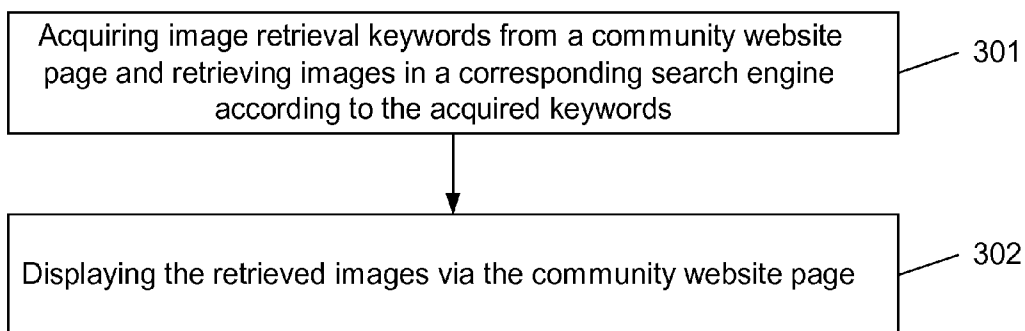 Acquiring image retrieval keywords from a community website
page and retrieving images in a corresponding search engine
according to the acquired keywords
301
Displaying the retrieved images via the community website page
302